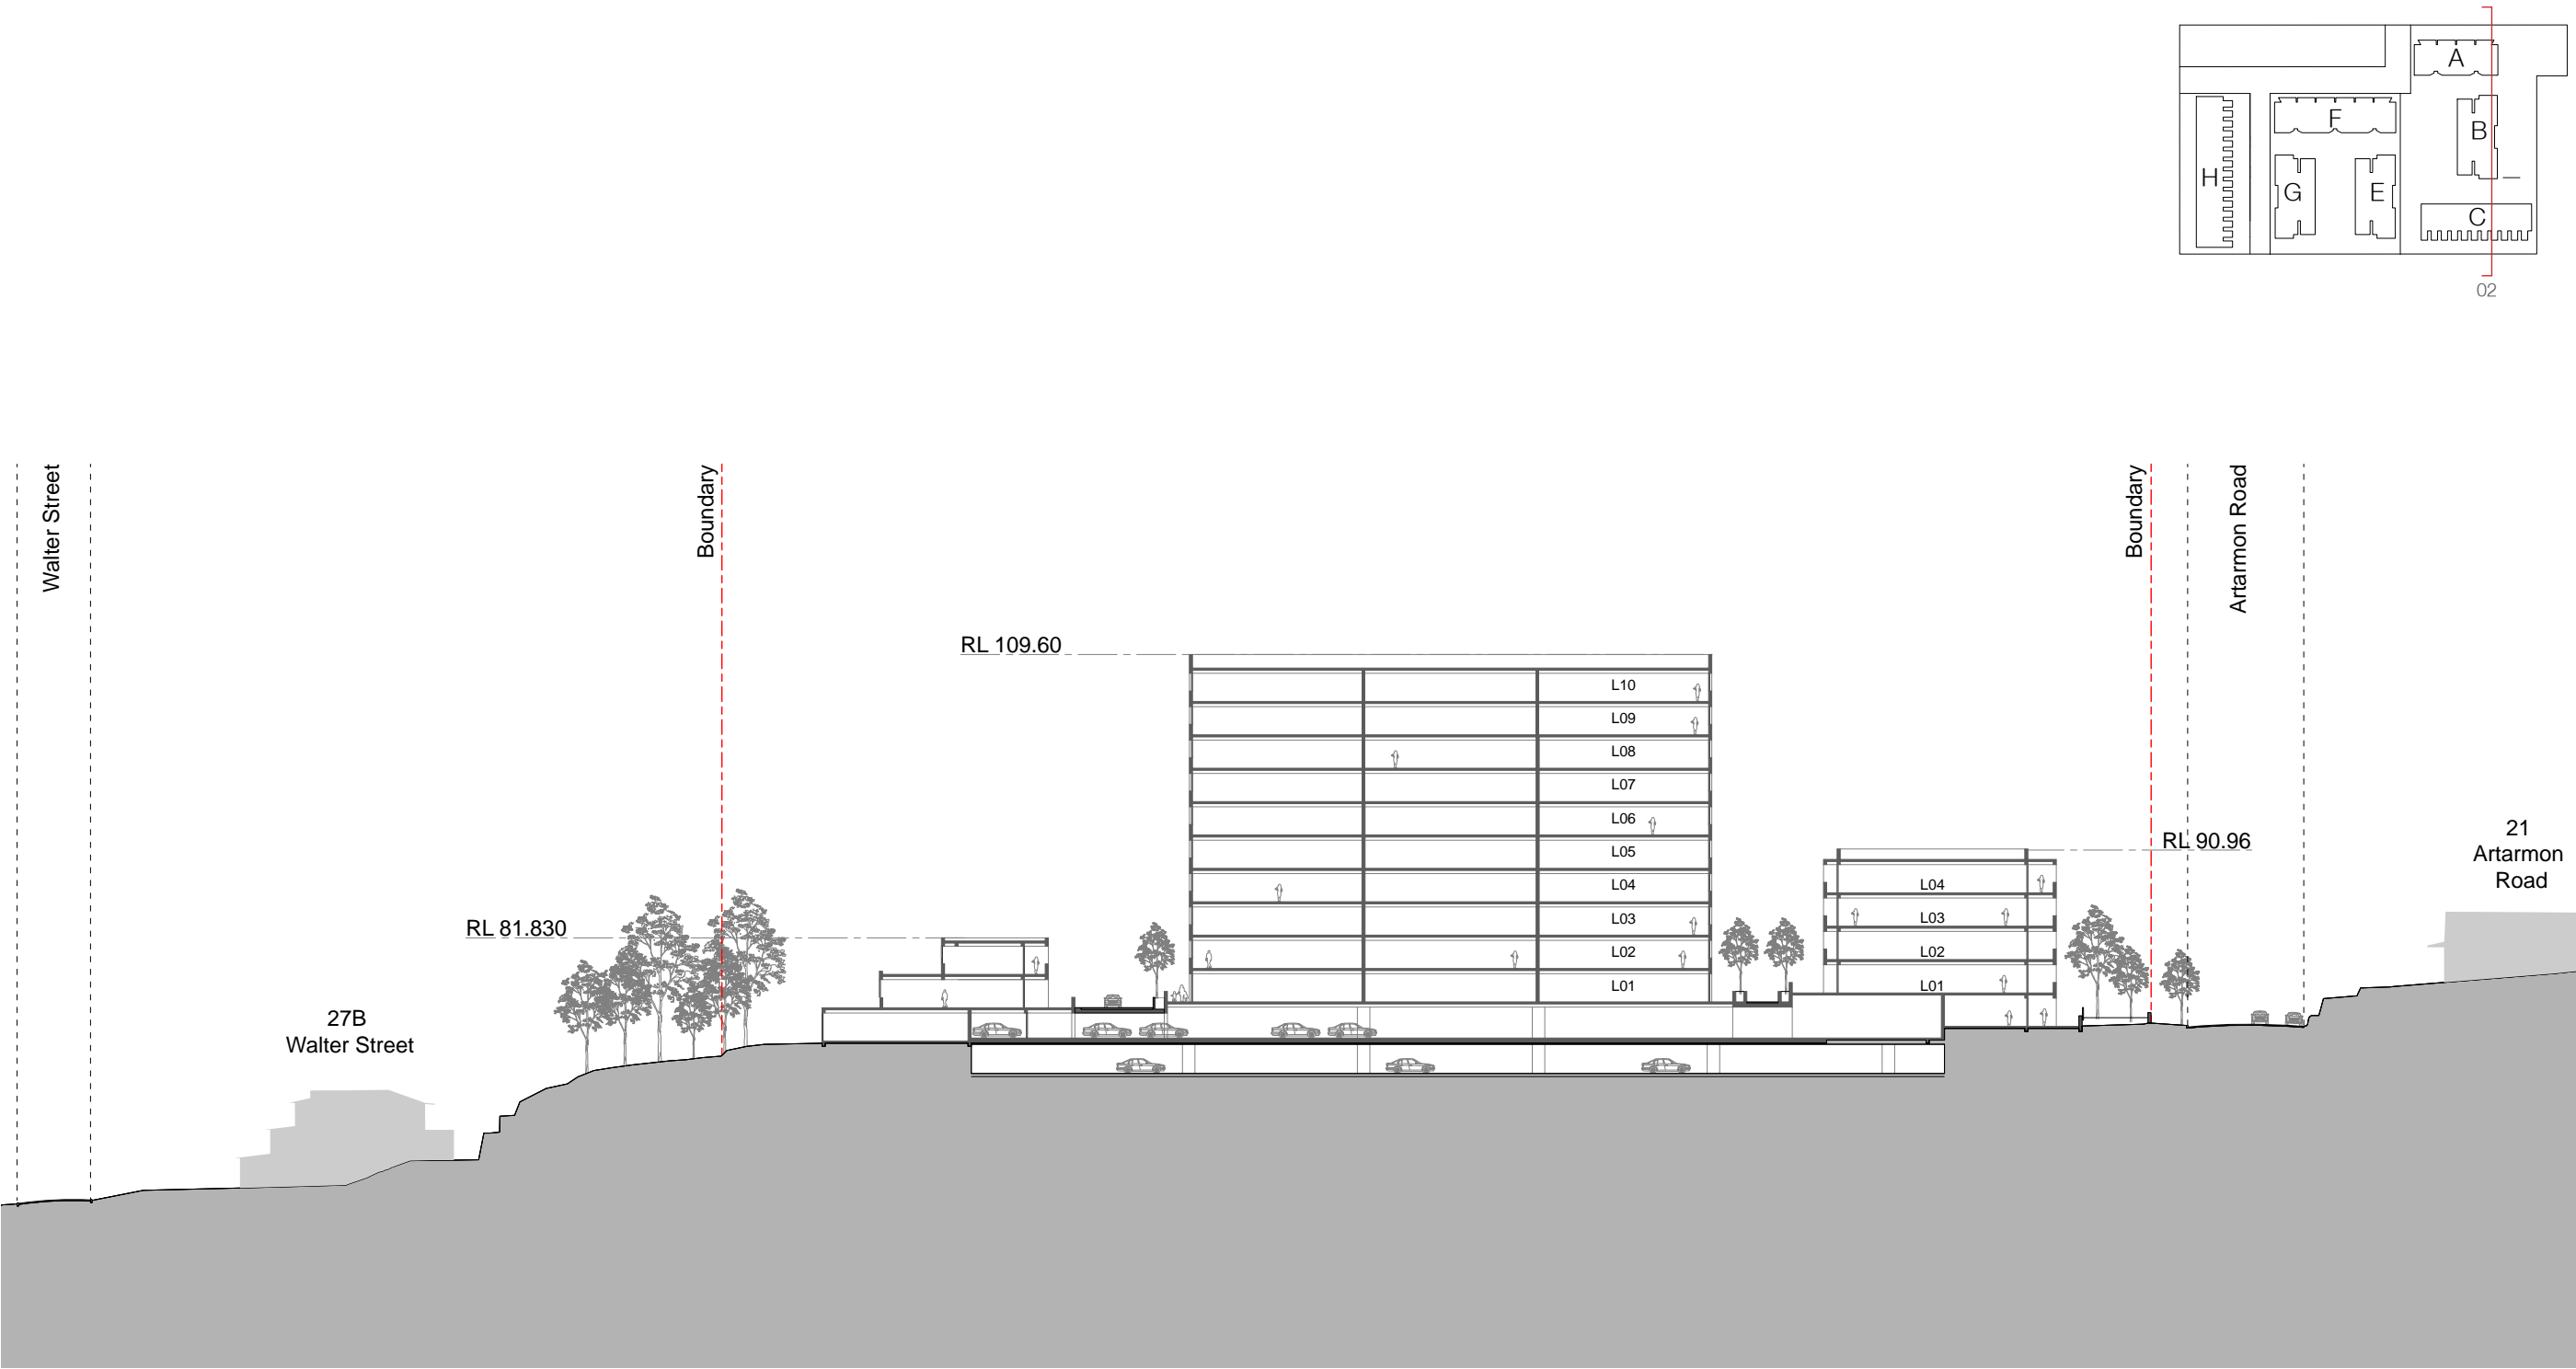 A
F
B
H
G
E
C
02
Walter Street
Boundary
Boundary
Artarmon Road
RL 109.60
L10
L09
L08
L07
L06
L05
L04
L03
L02
L01
RL 90.96
L04
L03
L02
L01
21
Artarmon
Road
RL 81.830
27B
Walter Street